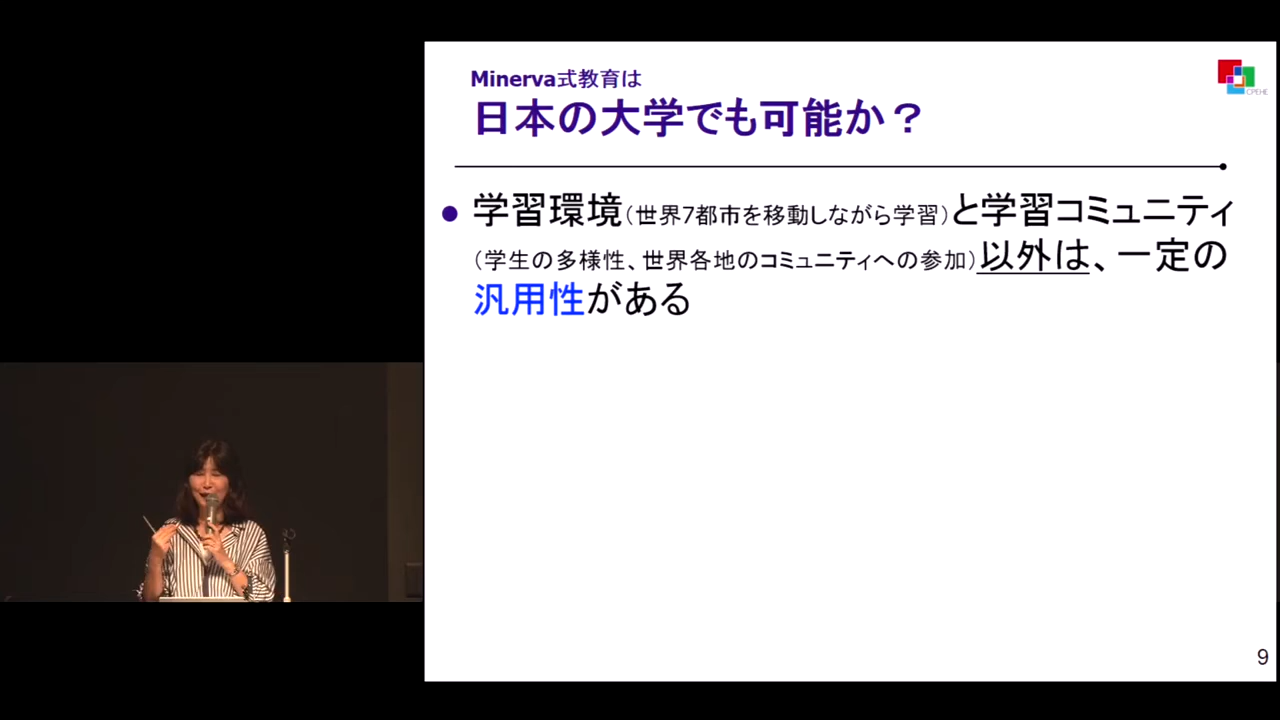 Minerva式教育は
日本の大学でも可能か？
CPEHE
● 学習環境（世界7都市を移動しながら学習）と学習コミュニティ
（学生の多様性、世界各地のコミュニティへの参加）以外は、一定の
汎用性がある
9